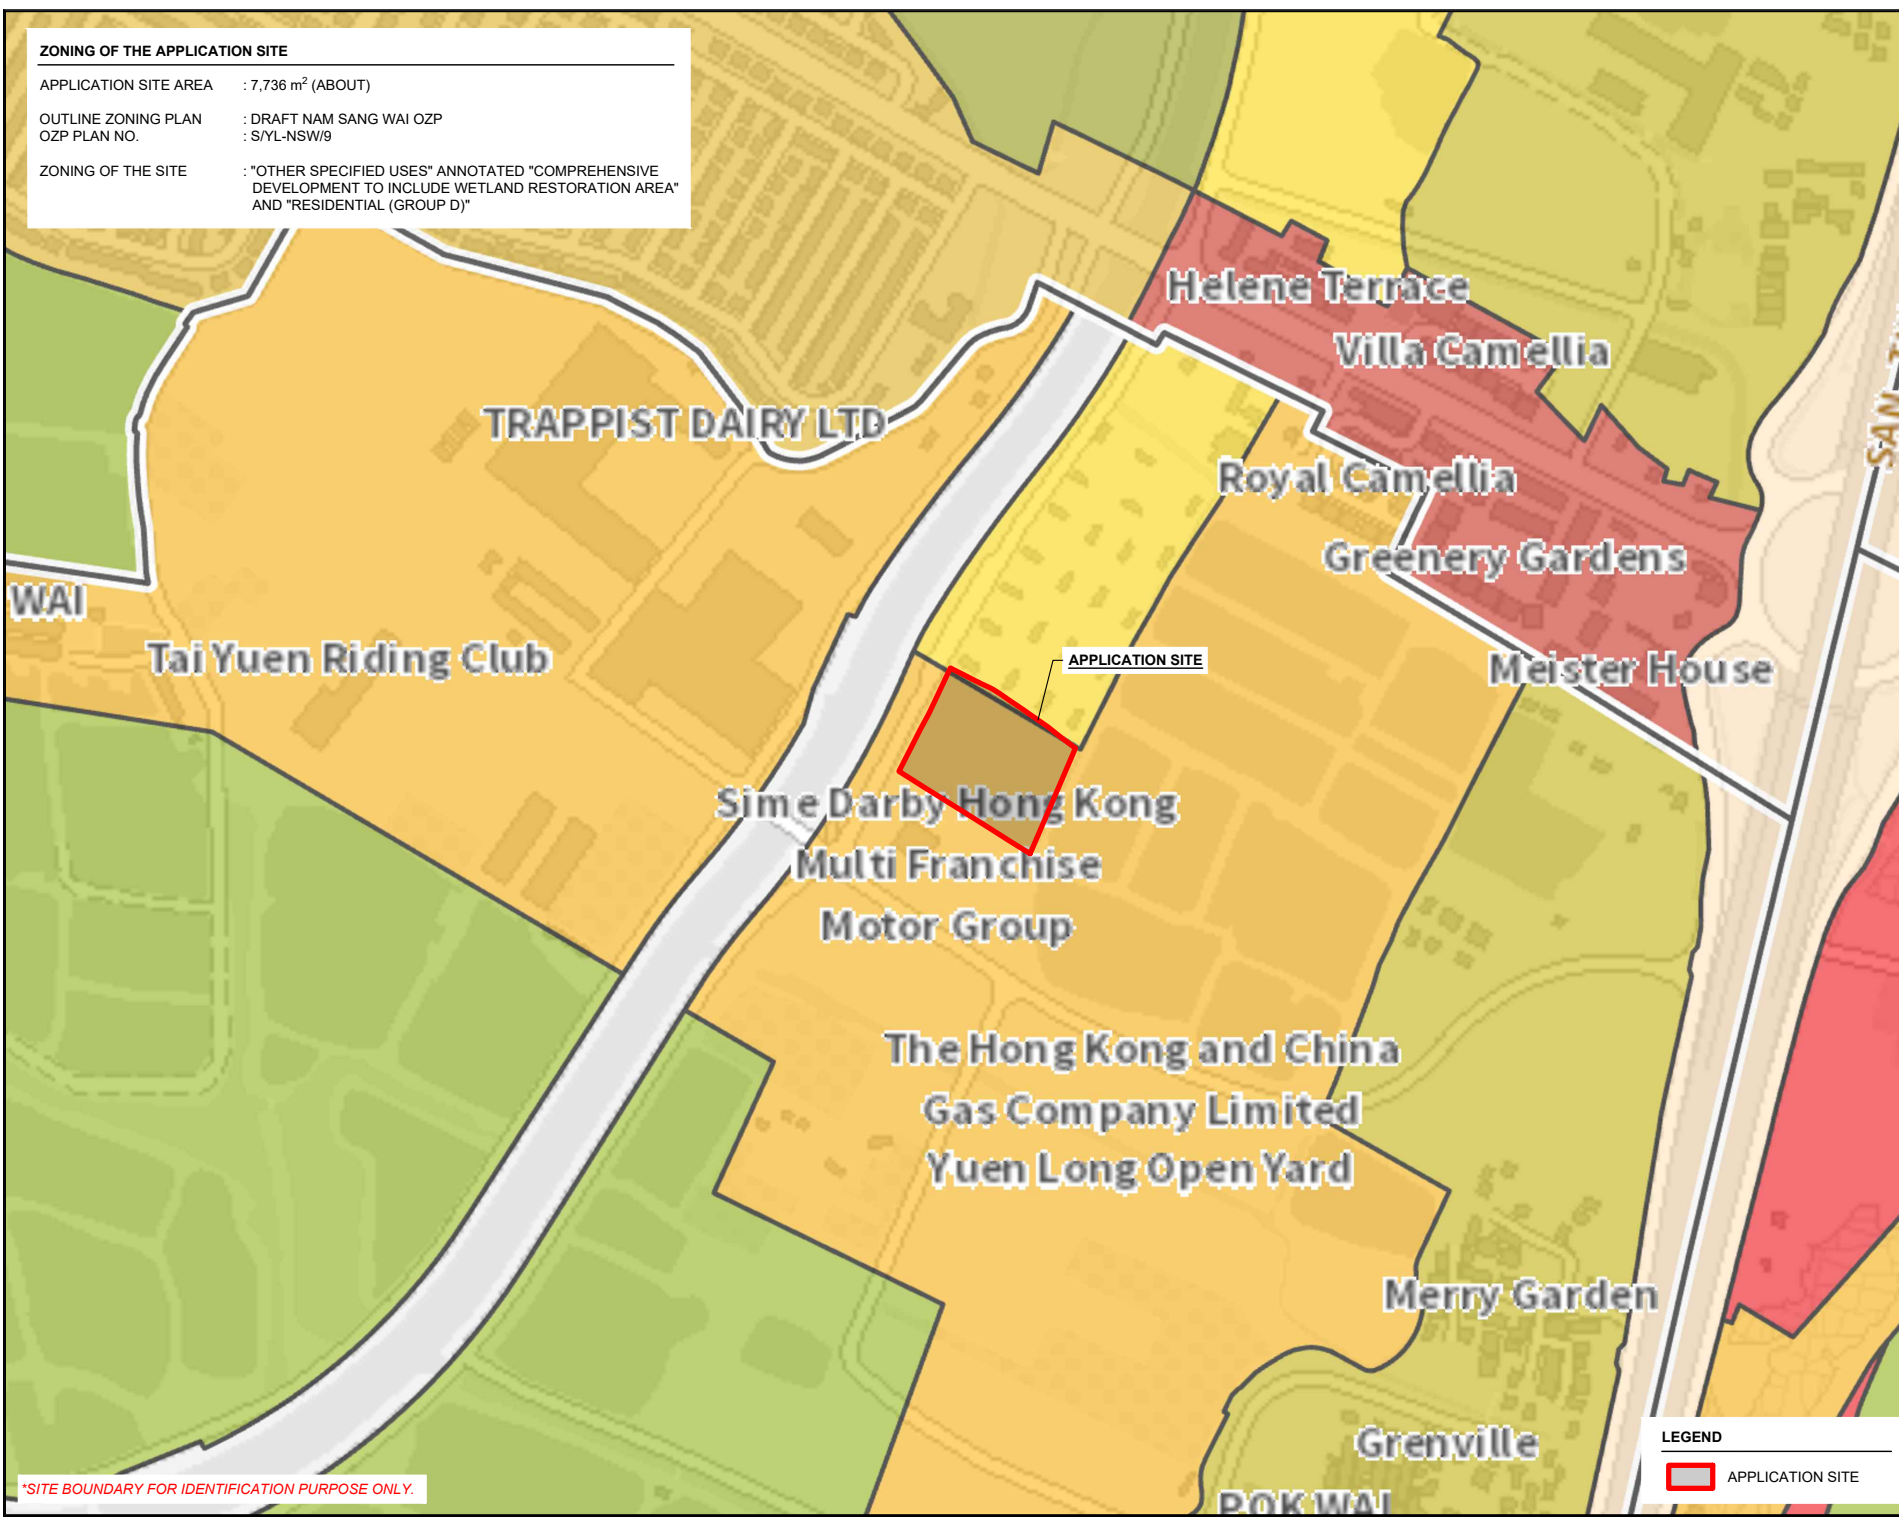 ZONING OF THE APPLICATION SITE
APPLICATION SITE AREA : 7,736 m² (ABOUT)
OUTLINE ZONING PLAN : DRAFT NAM SANG WAI OZP
OZP PLAN NO. : S/YL-NSW/9
ZONING OF THE SITE : "OTHER SPECIFIED USES" ANNOTATED "COMPREHENSIVE
DEVELOPMENT TO INCLUDE WETLAND RESTORATION AREA"
AND "RESIDENTIAL (GROUP D)"
Helene Terrace
Villa Camellia
SAN
TRAPPIST DAIRY LTD
Royal Camellia
Greenery Gardens
WAI
Tai Yuen Riding Club
APPLICATION SITE
Meister House
Sime Darby Hong Kong
Multi Franchise
Motor Group
The Hong Kong and China
Gas Company Limited
Yuen Long Open Yard
Merry Garden
Grenville
POK WAI
LEGEND
APPLICATION SITE
*SITE BOUNDARY FOR IDENTIFICATION PURPOSE ONLY.